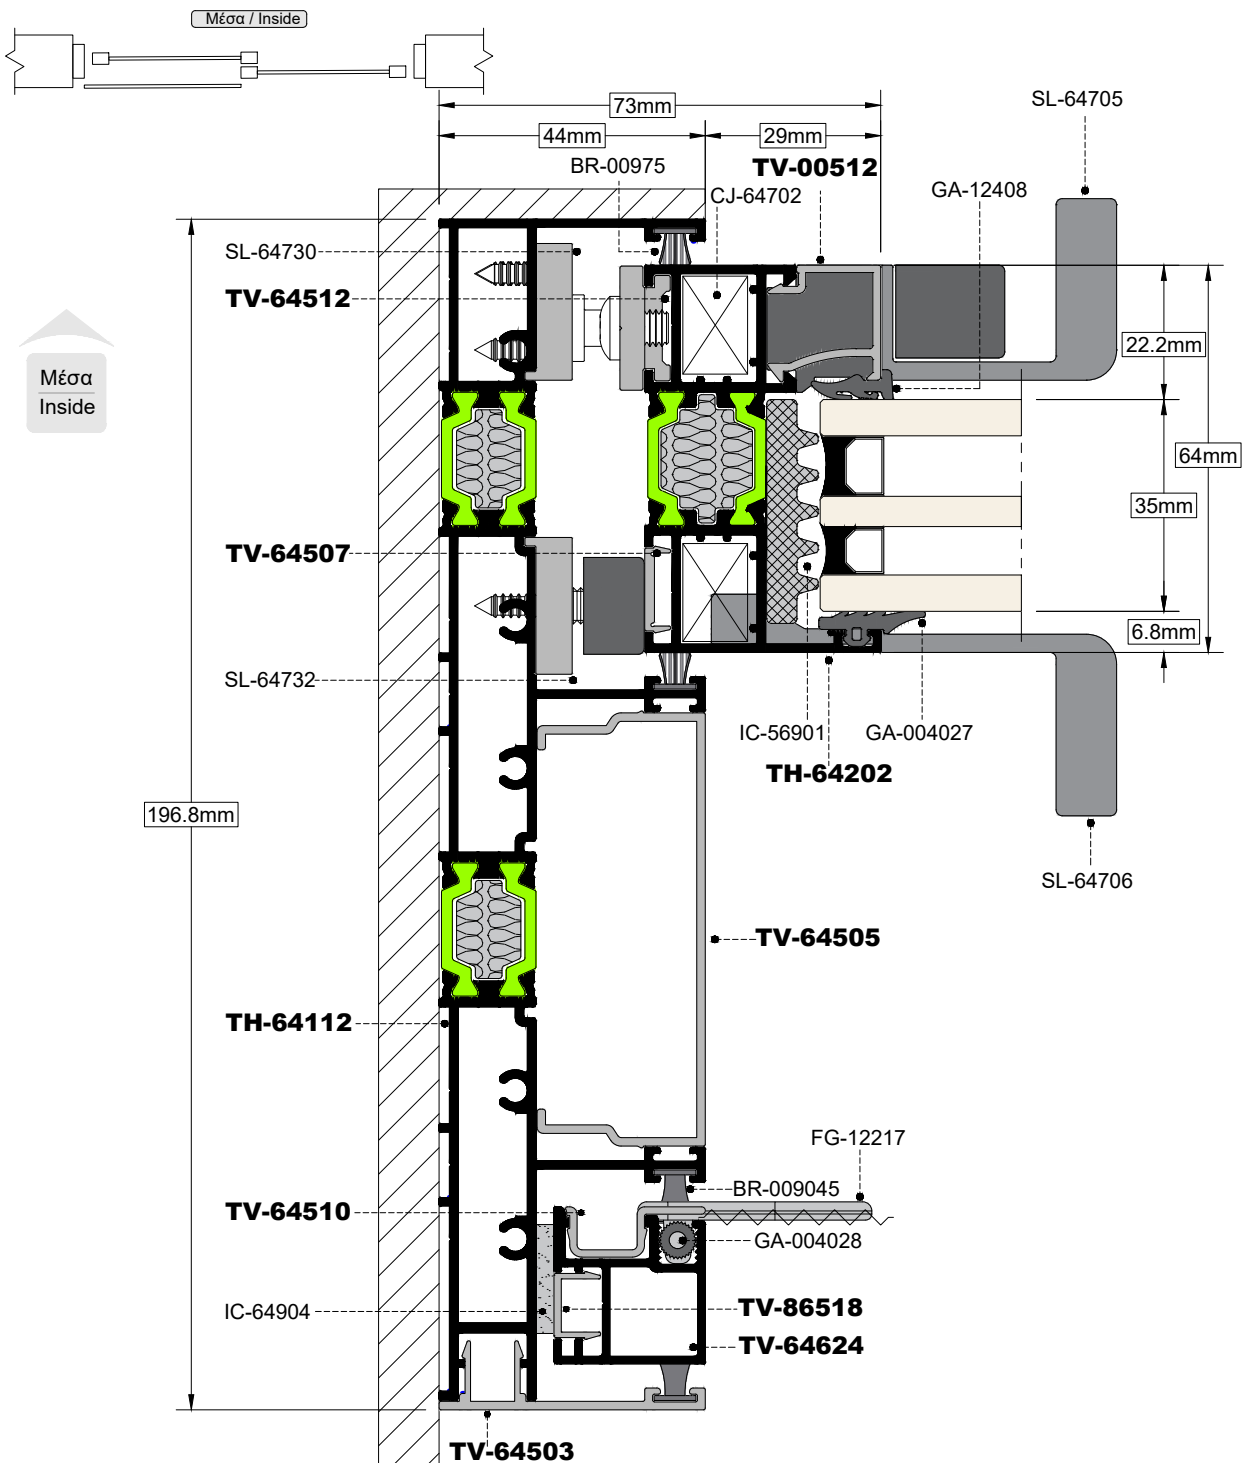 Μέσα / Inside
73mm
SL-64705
44mm
29mm
BR-00975
TV-00512
CJ-64702
GA-12408
SL-64730
TV-64512
22.2mm
Μέσα
Inside
64mm
35mm
TV-64507
6.8mm
SL-64732
IC-56901
GA-004027
TH-64202
196.8mm
SL-64706
TV-64505
TH-64112
FG-12217
BR-009045
TV-64510
GA-004028
IC-64904
TV-86518
TV-64624
TV-64503